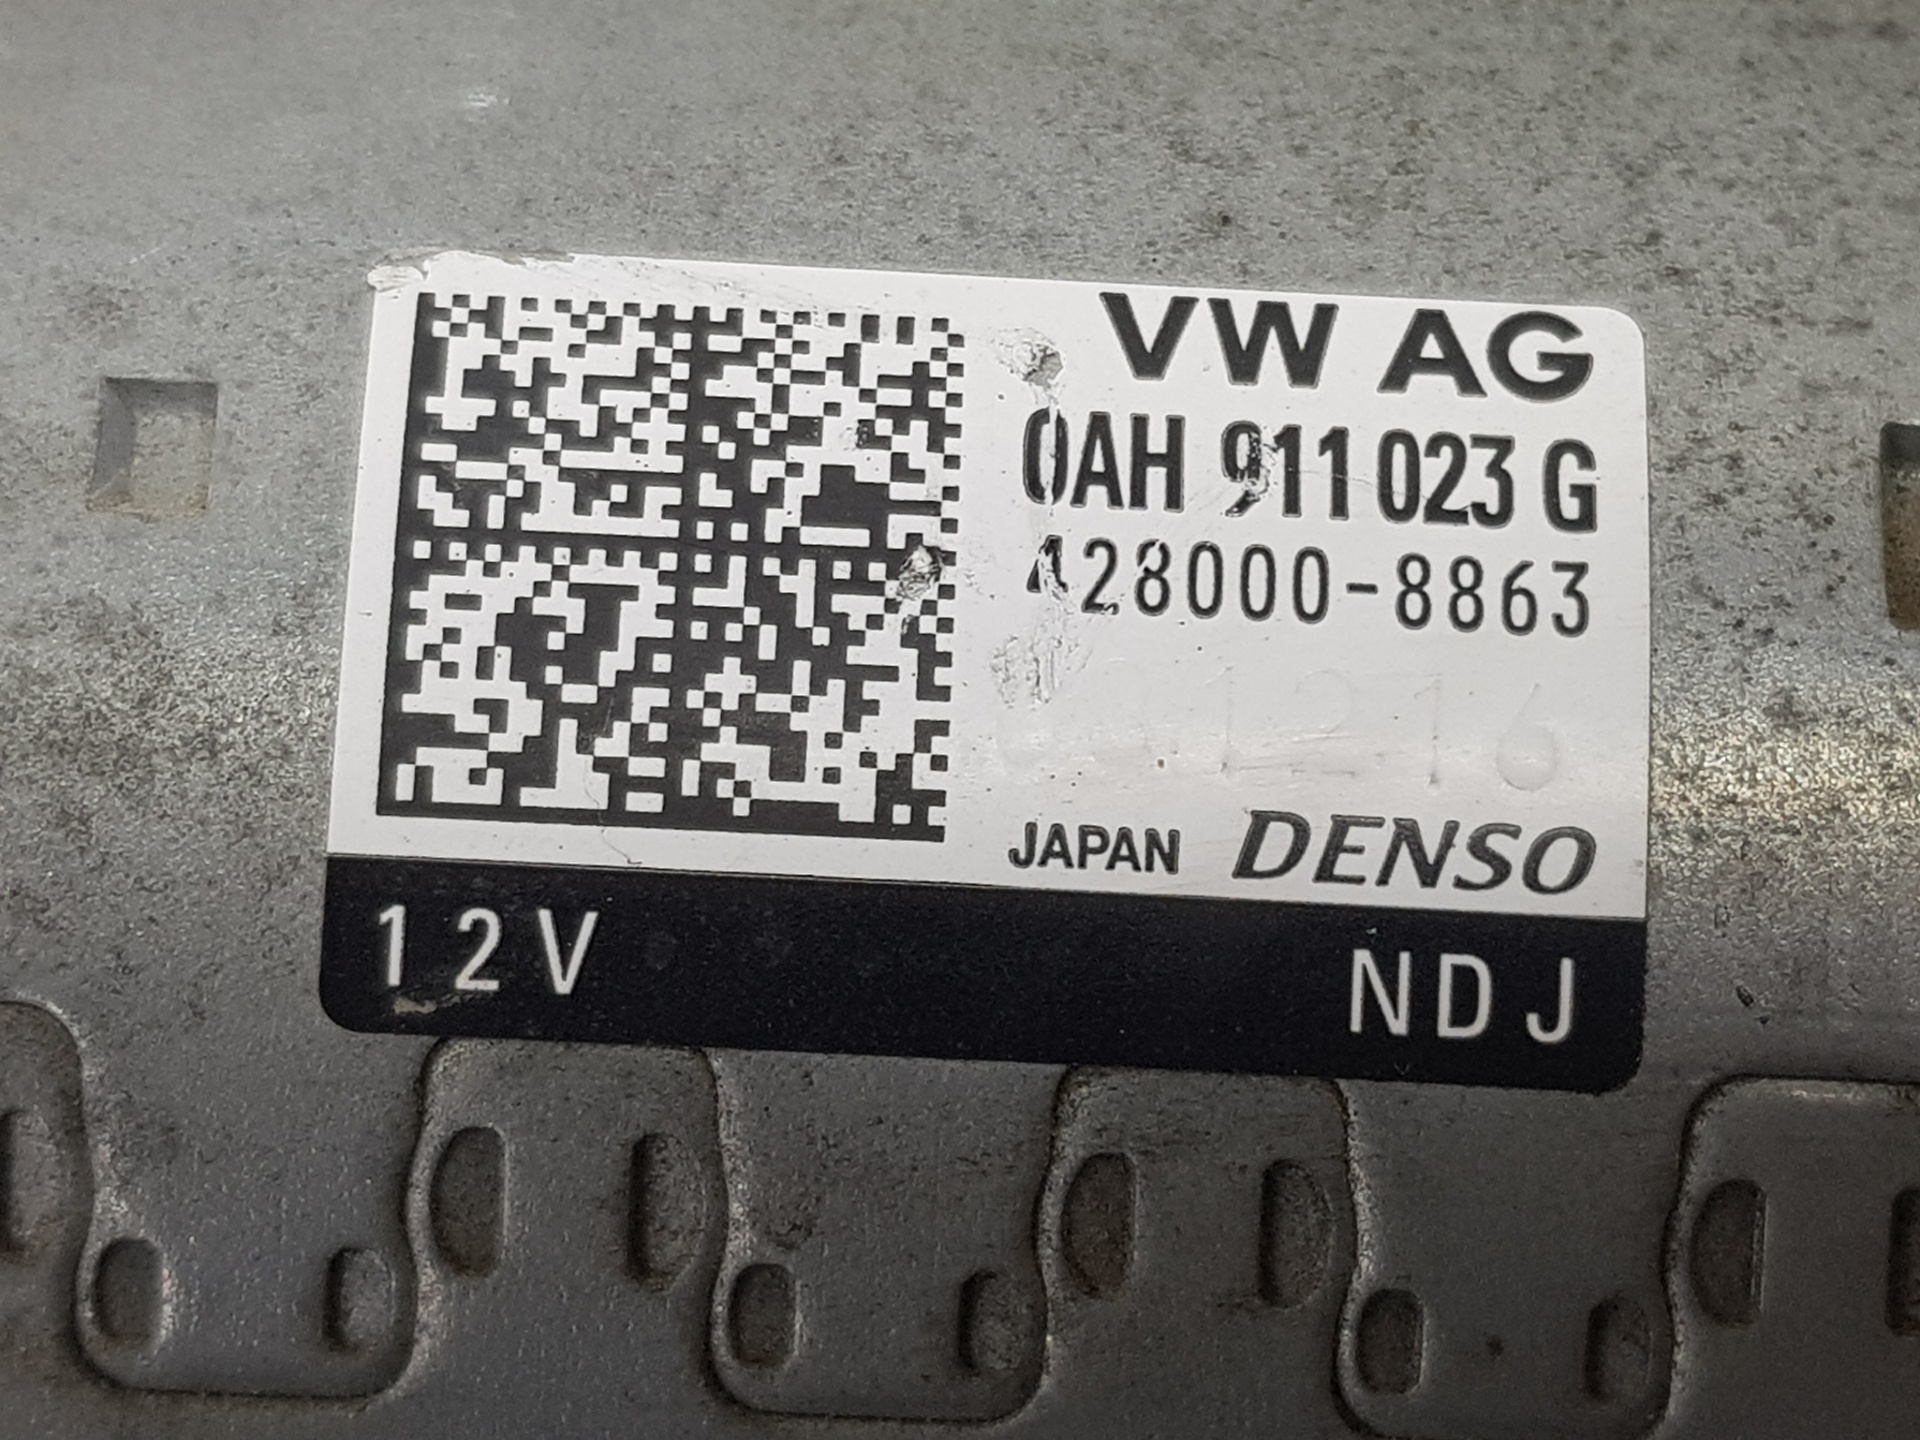 VW AG
0AH 911 023 G
428000-8863
JAPAN DENSO
12V NDJ